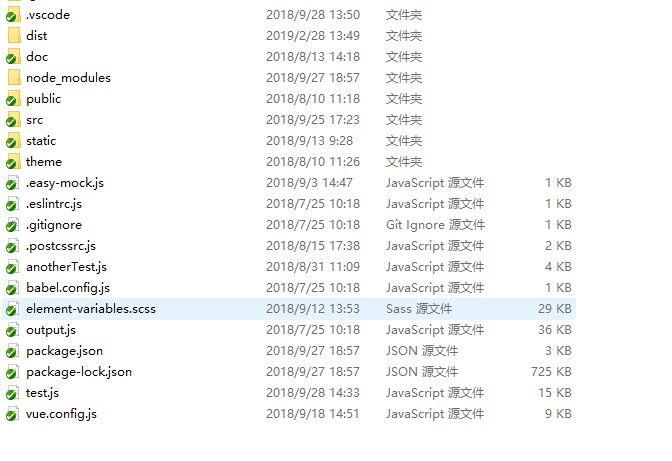 .vscode 2018/9/28 13:50 文件夹
dist 2019/2/28 13:49 文件夹
doc 2018/8/13 14:18 文件夹
node_modules 2018/9/27 18:57 文件夹
public 2018/8/10 11:18 文件夹
src 2018/9/25 17:23 文件夹
static 2018/9/13 9:28 文件夹
theme 2018/8/10 11:26 文件夹
.easy-mock.js 2018/9/3 14:47 JavaScript 源文件 1 KB
.eslintrc.js 2018/7/25 10:18 JavaScript 源文件 1 KB
.gitignore 2018/7/25 10:18 Git Ignore 源文件 1 KB
.postcssrc.js 2018/8/15 17:38 JavaScript 源文件 2 KB
anotherTest.js 2018/8/31 11:09 JavaScript 源文件 4 KB
babel.config.js 2018/7/25 10:18 JavaScript 源文件 1 KB
element-variables.scss 2018/9/12 13:53 Sass 源文件 29 KB
output.js 2018/7/25 10:18 JavaScript 源文件 36 KB
package.json 2018/9/27 18:57 JSON 源文件 3 KB
package-lock.json 2018/9/27 18:57 JSON 源文件 725 KB
test.js 2018/9/28 14:33 JavaScript 源文件 15 KB
vue.config.js 2018/9/18 14:51 JavaScript 源文件 9 KB